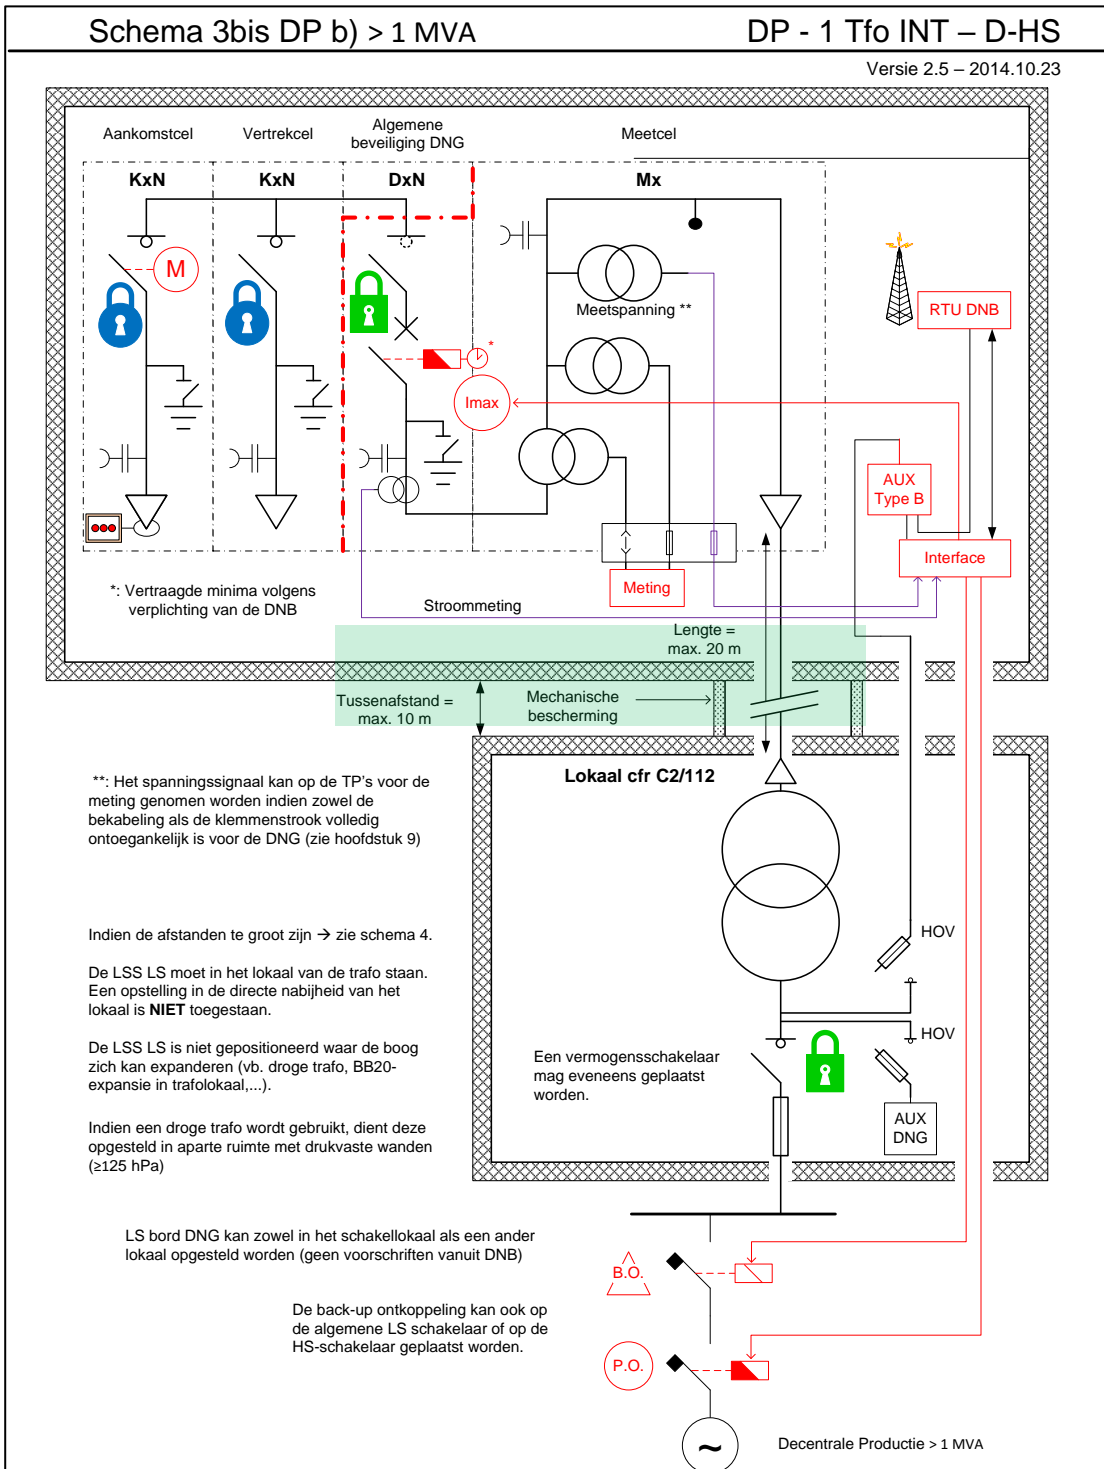 Schema 3bis DP b) > 1 MVA
DP - 1 Tfo INT – D-HS
Versie 2.5 – 2014.10.23
Aankomstcel
Vertrekcel
Algemene
beveiliging DNG
Meetcel
KxN
KxN
DxN
Mx
M
Meetspanning **
RTU DNB
*
Imax
AUX
Type B
Interface
Meting
*: Vertraagde minima volgens
verplichting van de DNB
Stroommeting
Lengte =
max. 20 m
Tussenafstand =
max. 10 m
Mechanische
bescherming
Lokaal cfr C2/112
**: Het spanningssignaal kan op de TP's voor de
meting genomen worden indien zowel de
bekabeling als de klemmenstrook volledig
ontoegankelijk is voor de DNG (zie hoofdstuk 9)
Indien de afstanden te groot zijn → zie schema 4.
HOV
De LSS LS moet in het lokaal van de trafo staan.
Een opstelling in de directe nabijheid van het
lokaal is NIET toegestaan.
HOV
De LSS LS is niet gepositioneerd waar de boog
zich kan expanderen (vb. droge trafo, BB20-
expansie in trafolokaal,...).
Een vermogensschakelaar
mag eveneens geplaatst
worden.
AUX
DNG
Indien een droge trafo wordt gebruikt, dient deze
opgesteld in aparte ruimte met drukvaste wanden
(≥125 hPa)
LS bord DNG kan zowel in het schakellokaal als een ander
lokaal opgesteld worden (geen voorschriften vanuit DNB)
B.O.
De back-up ontkoppeling kan ook op
de algemene LS schakelaar of op de
HS-schakelaar geplaatst worden.
P.O.
~
Decentrale Productie > 1 MVA